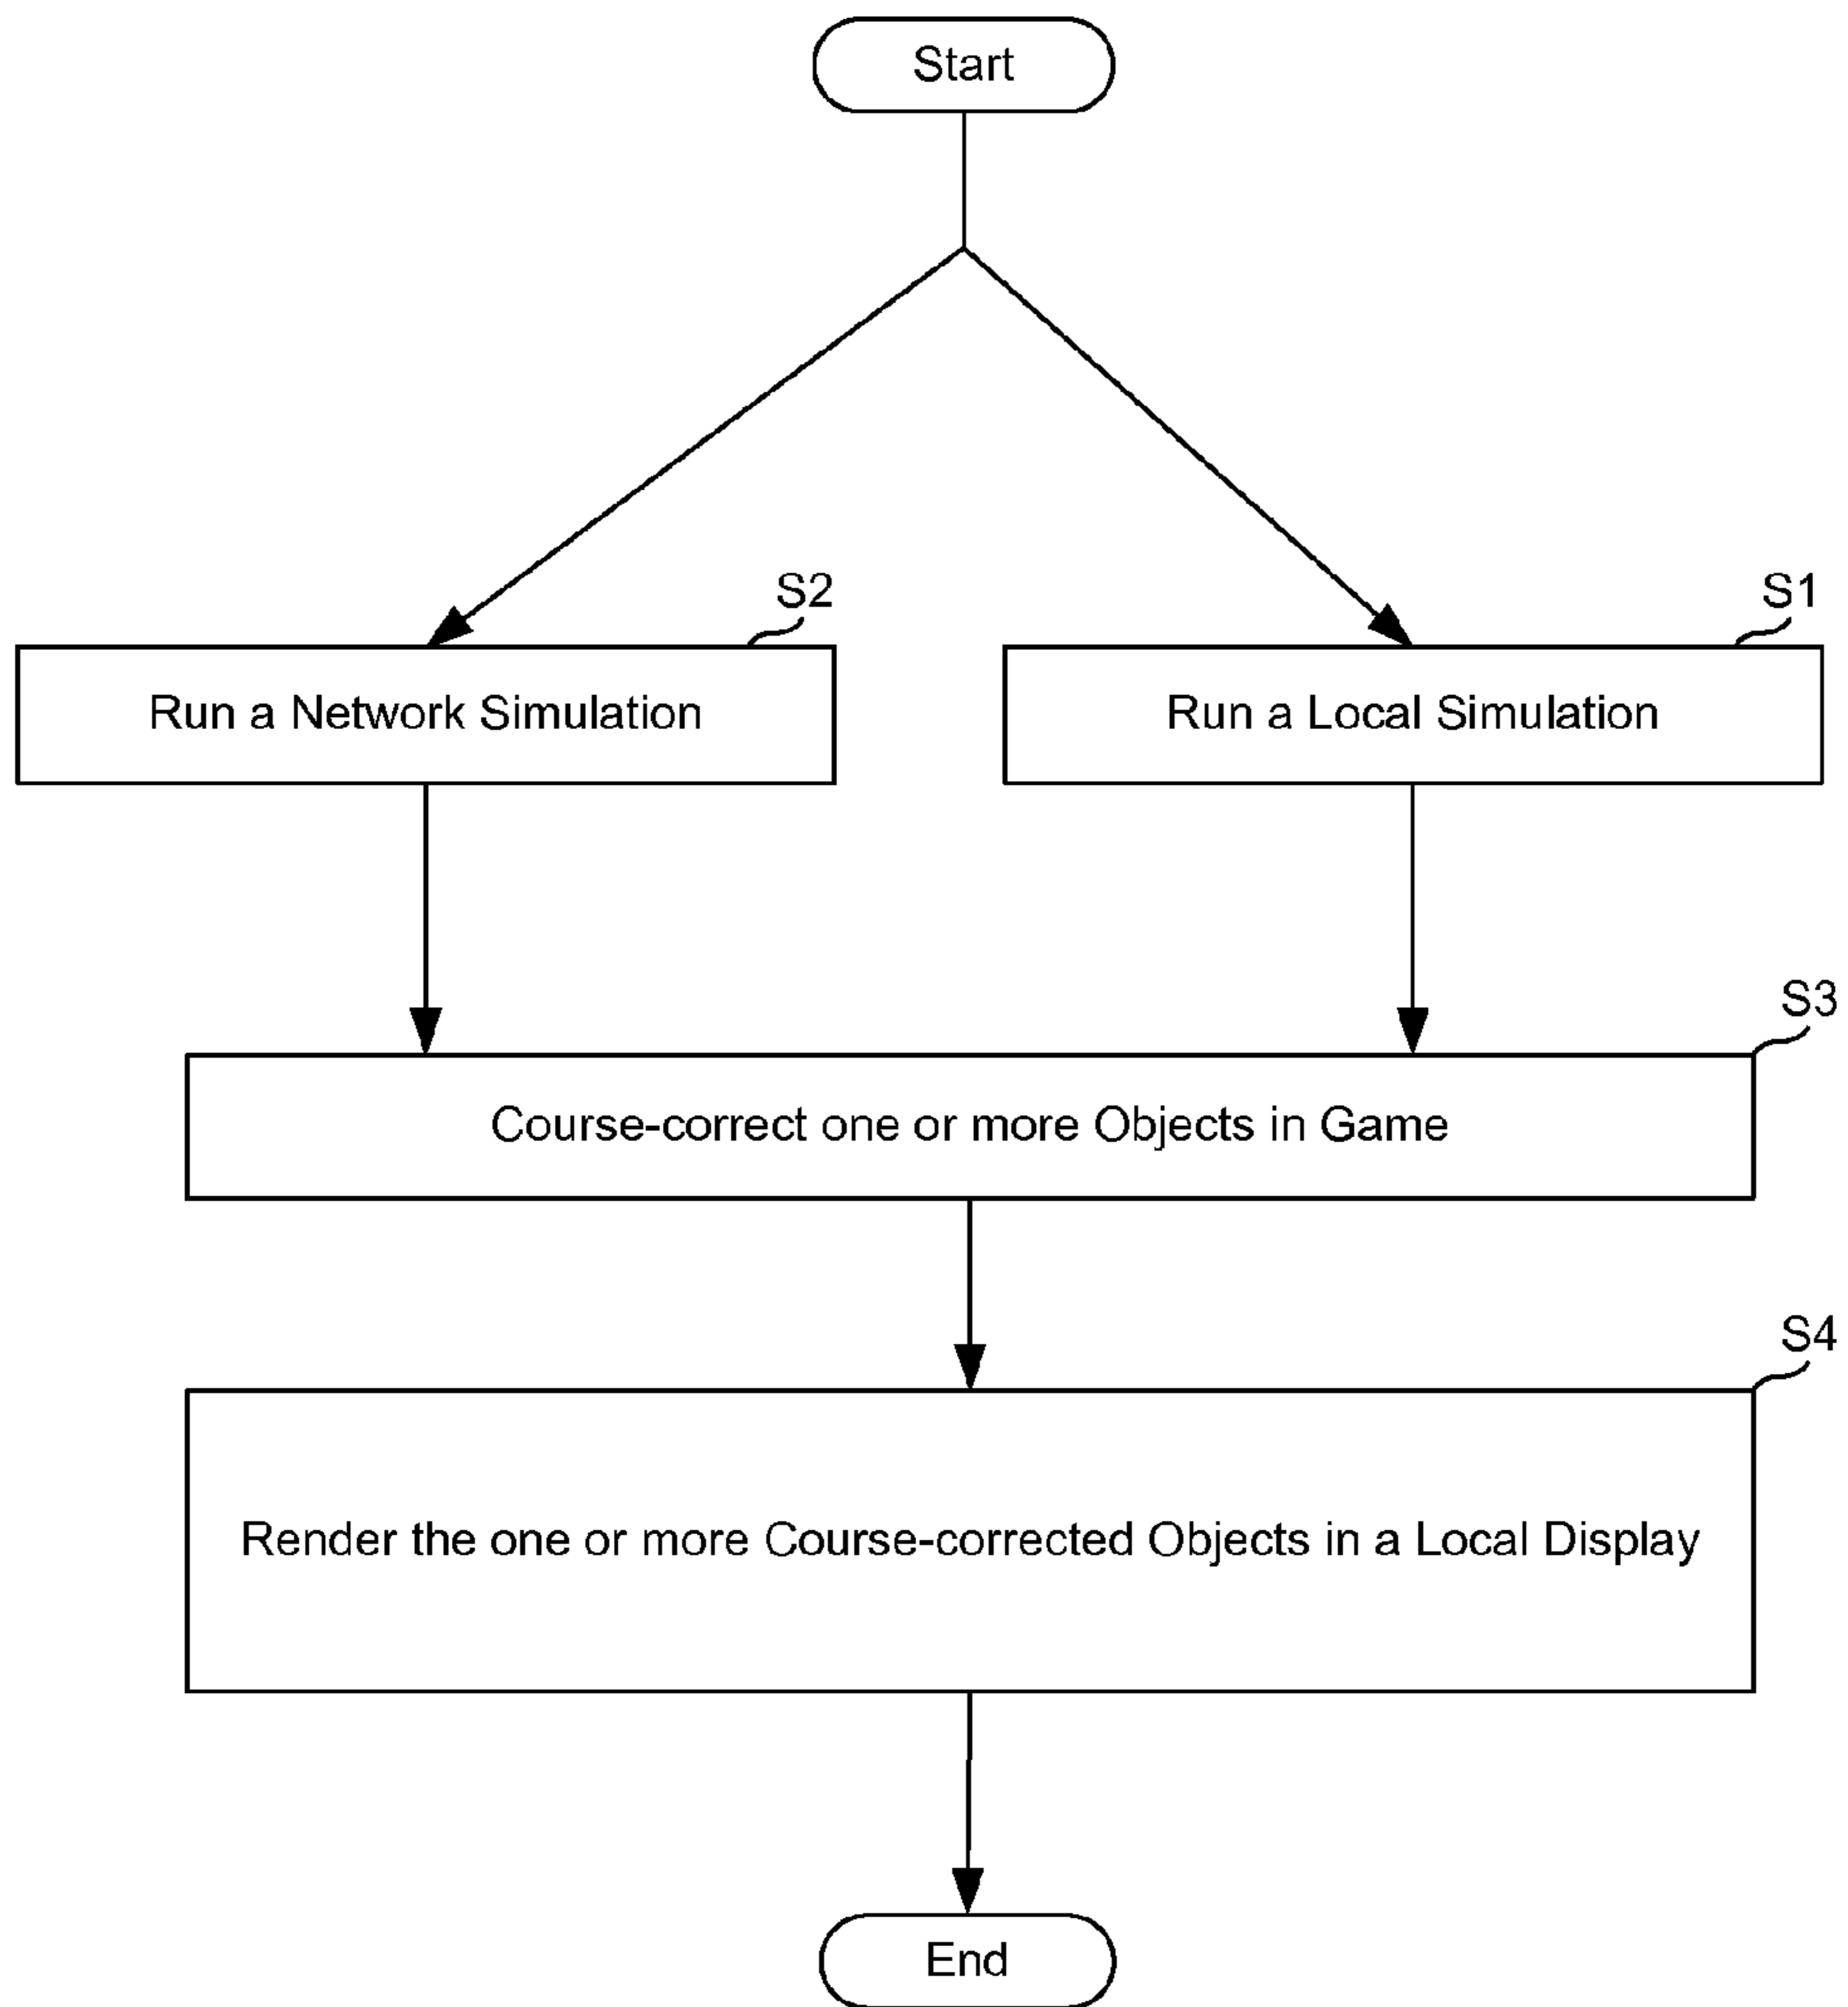 Start
S2
S1
Run a Network Simulation
Run a Local Simulation
S3
Course-correct one or more Objects in Game
S4
Render the one or more Course-corrected Objects in a Local Display
End